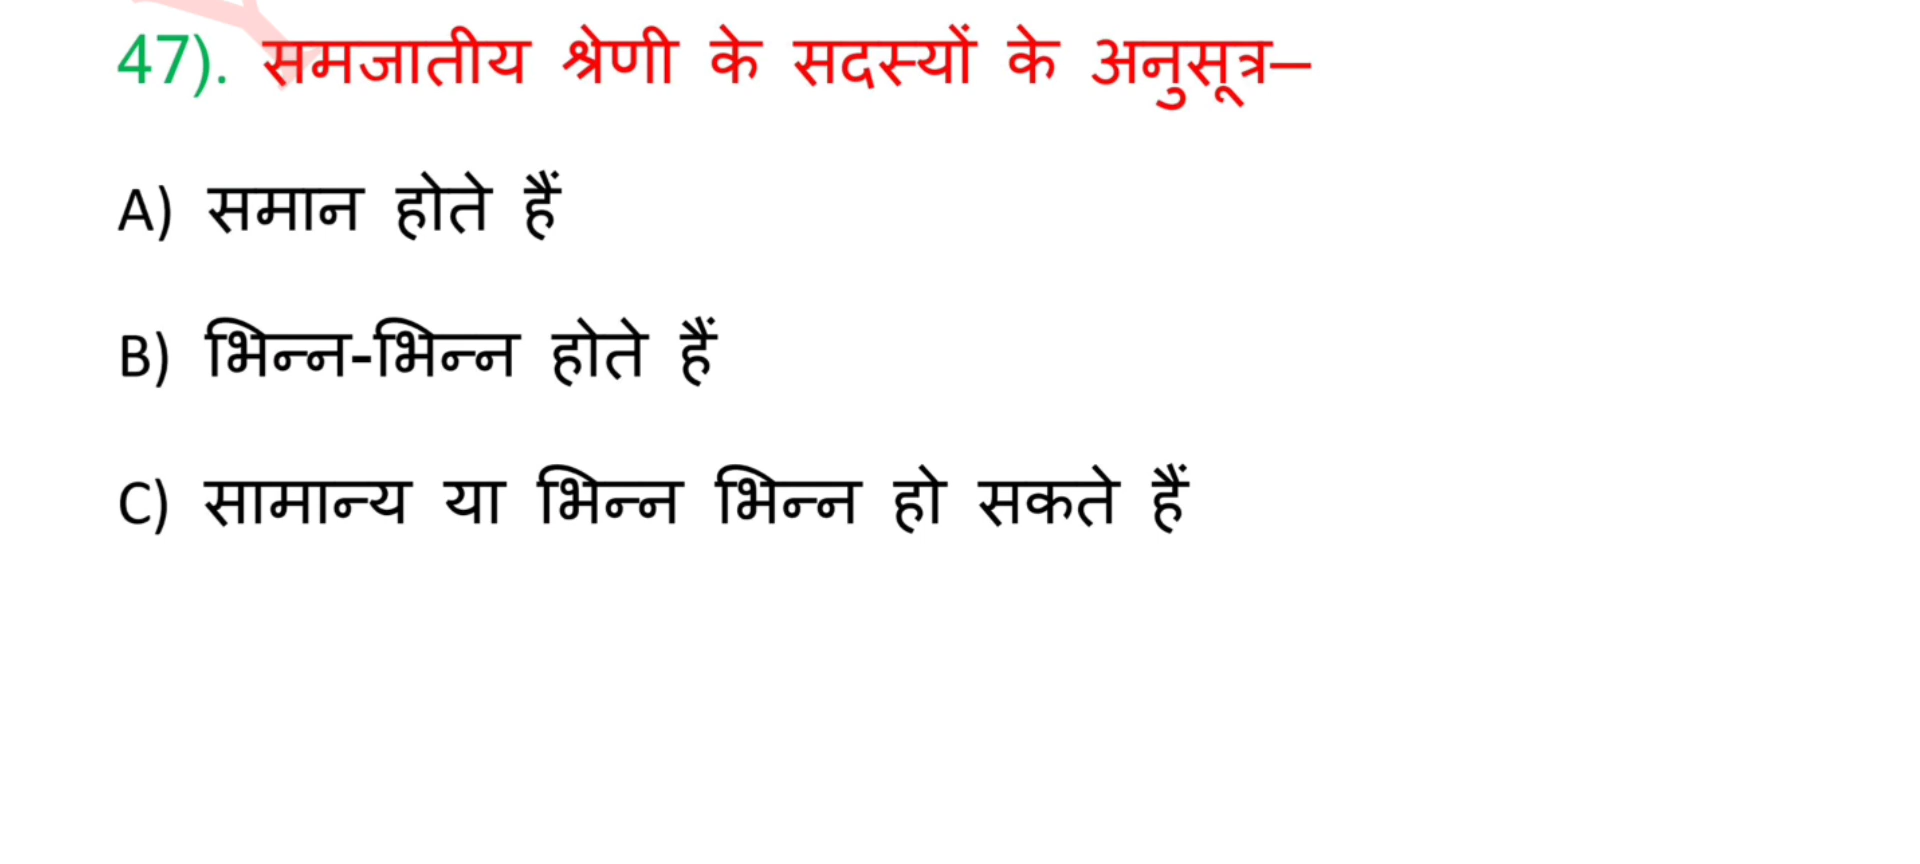 47). समजातीय श्रेणी के सदस्यों के अनुसूत्र–
A) समान होते हैं
B) भिन्न-भिन्न होते हैं
C) सामान्य या भिन्न भिन्न हो सकते हैं